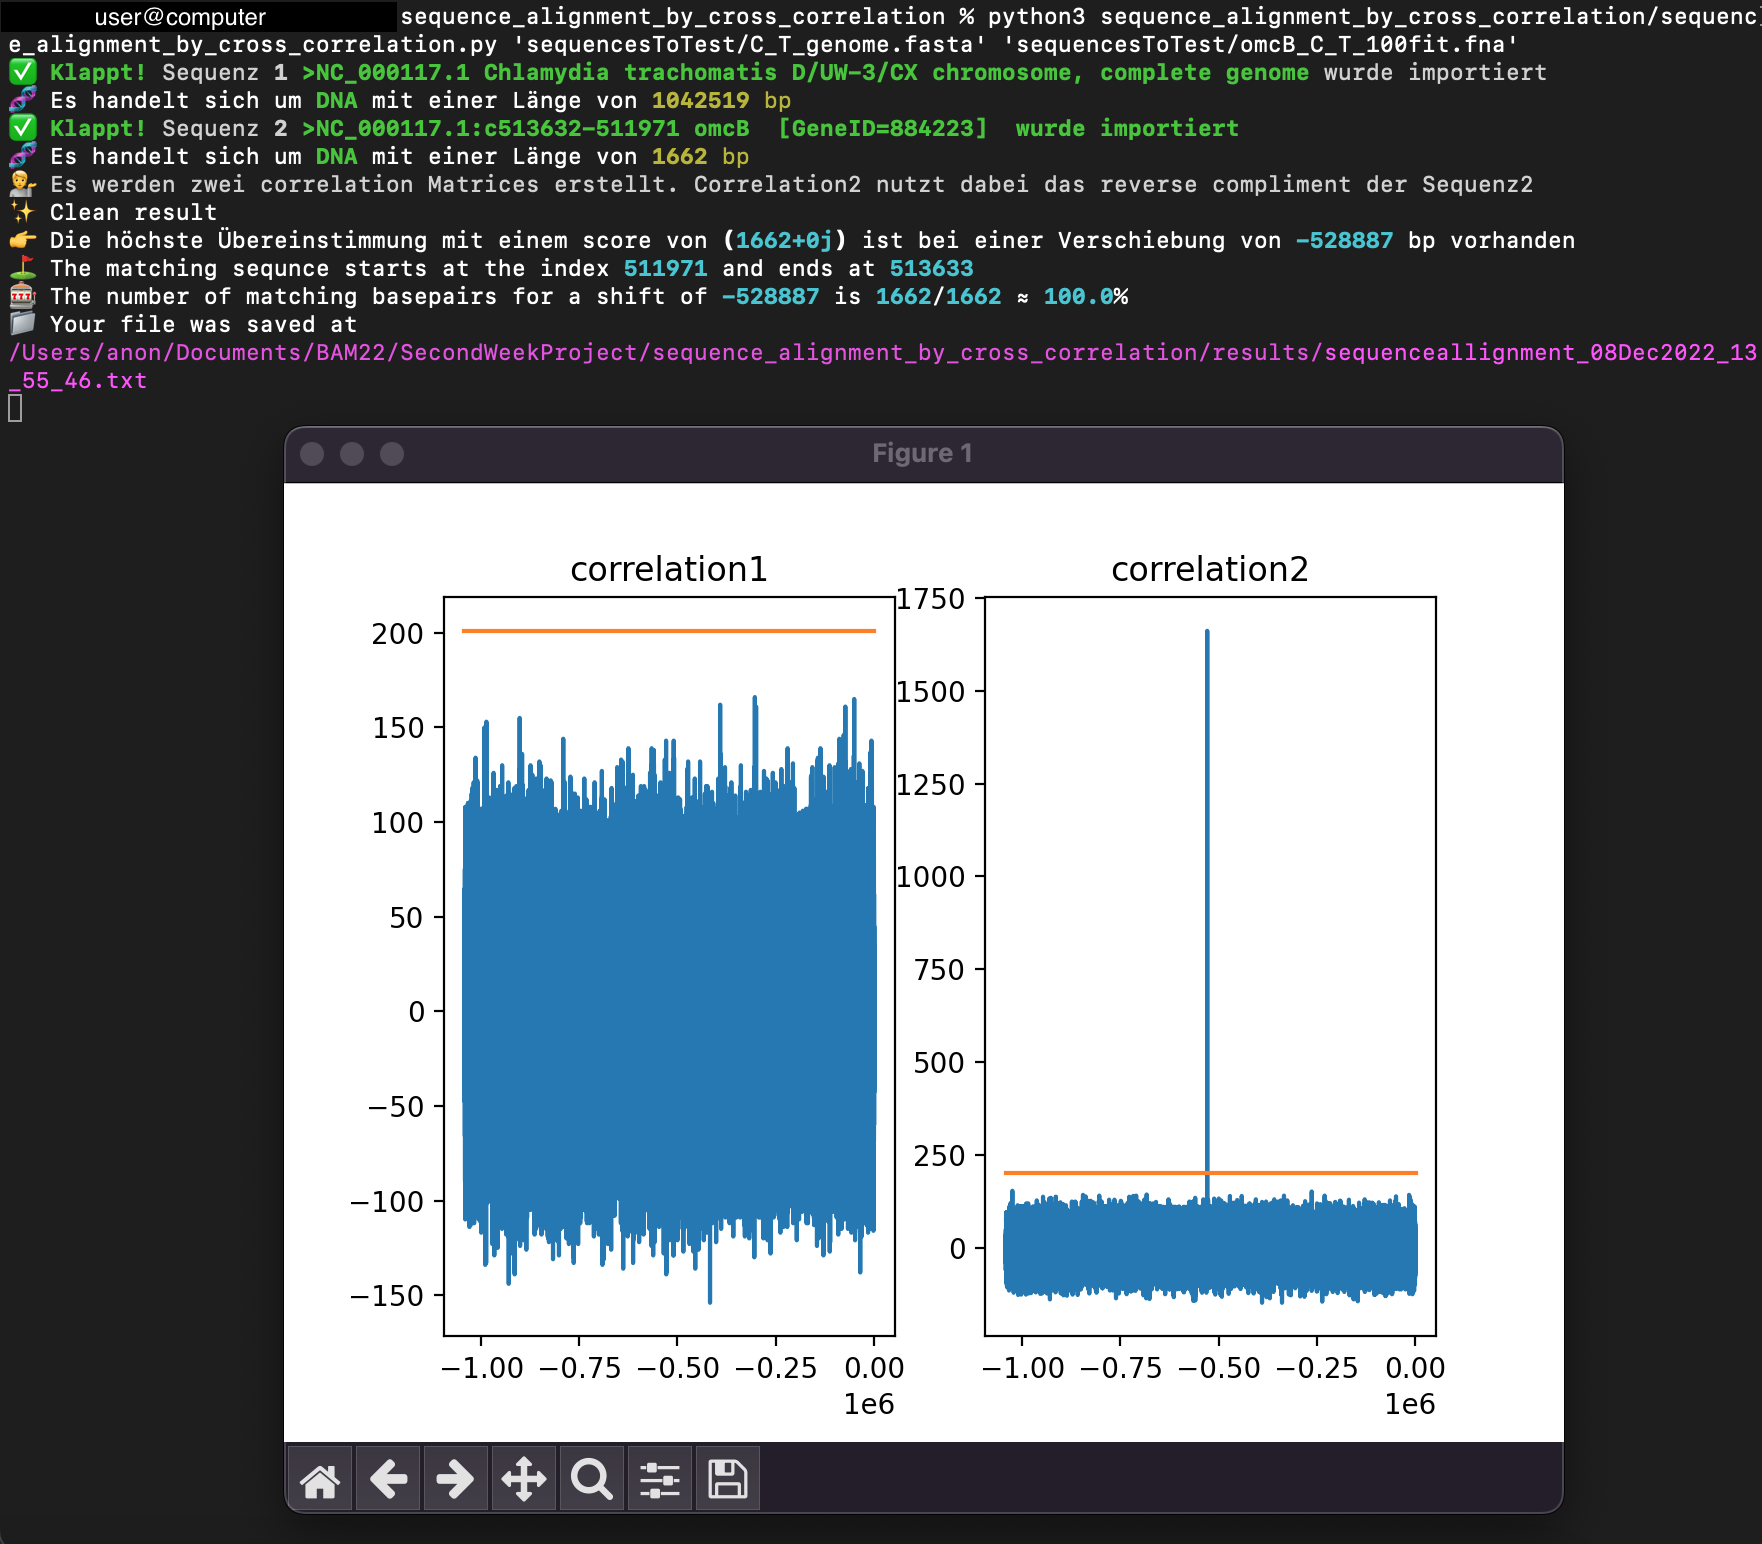 user@computer sequence_alignment_by_cross_correlation % python3 sequence_alignment_by_cross_correlation/sequenc
e_alignment_by_cross_correlation.py 'sequencesToTest/C_T_genome.fasta' 'sequencesToTest/omcB_C_T_100fit.fna'
✅ Klappt! Sequenz 1 >NC_000117.1 Chlamydia trachomatis D/UW-3/CX chromosome, complete genome wurde importiert
🧬 Es handelt sich um DNA mit einer Länge von 1042519 bp
✅ Klappt! Sequenz 2 >NC_000117.1:c513632-511971 omcB  [GeneID=884223]  wurde importiert
🧬 Es handelt sich um DNA mit einer Länge von 1662 bp
💁 Es werden zwei correlation Matrices erstellt. Correlation2 nutzt dabei das reverse compliment der Sequenz2
✨ Clean result
👉 Die höchste Übereinstimmung mit einem score von (1662+0j) ist bei einer Verschiebung von -528887 bp vorhanden
⛳ The matching sequnce starts at the index 511971 and ends at 513633
🎰 The number of matching basepairs for a shift of -528887 is 1662/1662 ≈ 100.0%
📁 Your file was saved at
/Users/anon/Documents/BAM22/SecondWeekProject/sequence_alignment_by_cross_correlation/results/sequenceallignment_08Dec2022_13
_55_46.txt
Figure 1
correlation1
200
150
100
50
0
−50
−100
−150
−1.00 −0.75 −0.50 −0.25 0.00
1e6
correlation2
1750
1500
1250
1000
750
500
250
0
−1.00 −0.75 −0.50 −0.25 0.00
1e6